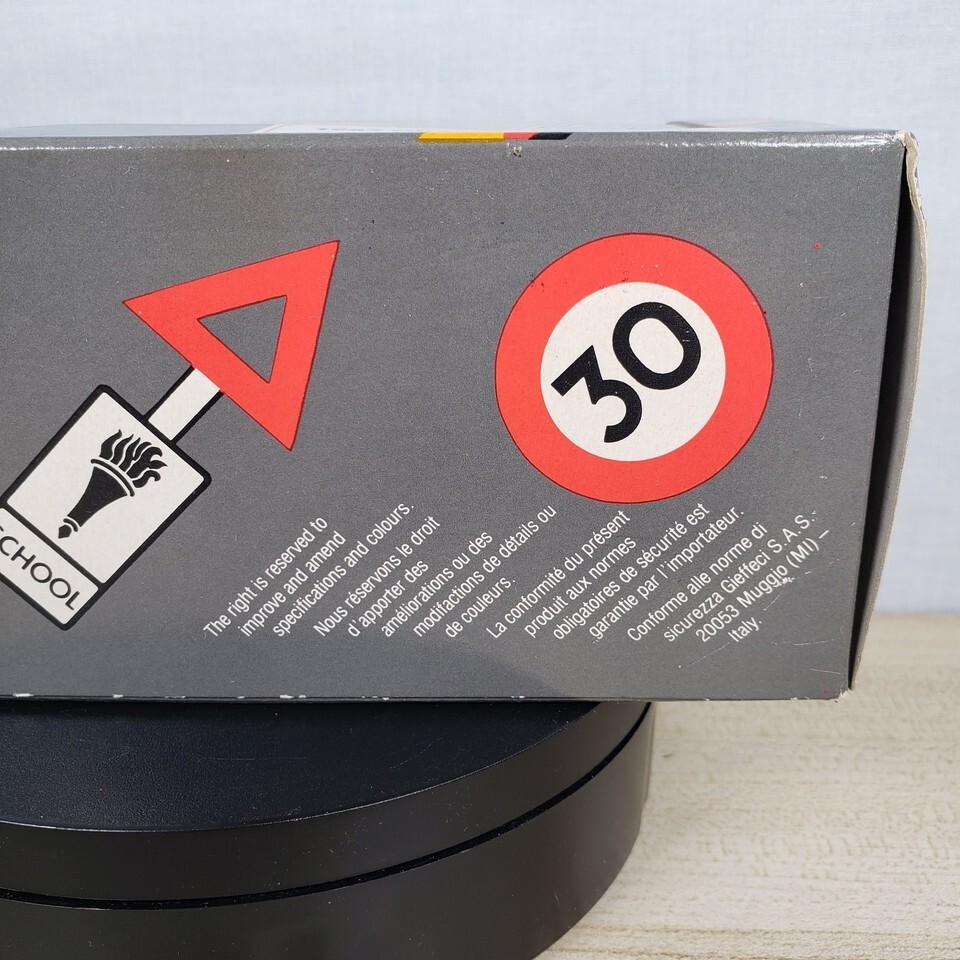 30
SCHOOL
The right is reserved to
improve and amend
specifications and colours.
Nous réservons le droit
d'apporter des
améliorations ou des
modifactions de détails ou
de couleurs.
La conformité du présent
produit aux normes
obligatoires de sécurité est
garantie par l'importateur.
Conforme alle norme di
sicurezza Gieffeci S.A.S.
20053 Muggio (MI) –
Italy.